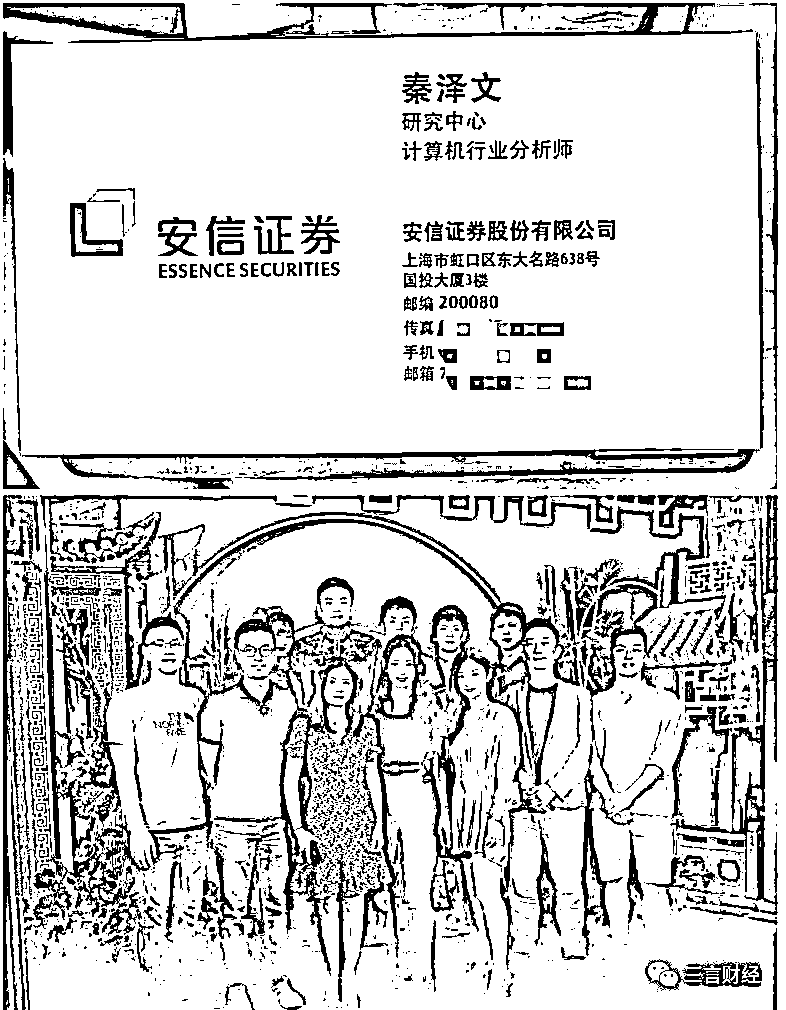 秦泽文
研究中心
计算机行业分析师
安信证券
ESSENCE SECURITIES
安信证券股份有限公司
上海市虹口区东大名路638号
国投大厦3楼
邮编 200080
传真
手机
邮箱
THE
NORTH
FACE
三言财经